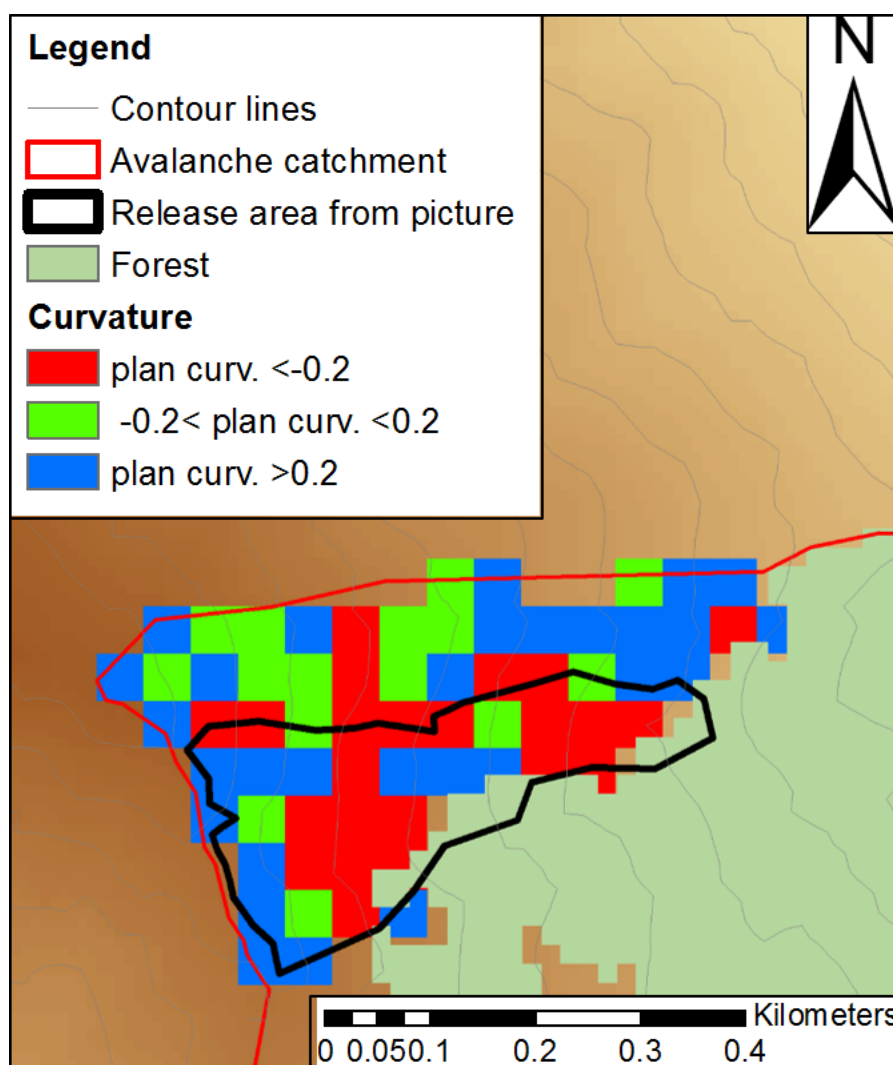 Legend
Contour lines
Avalanche catchment
Release area from picture
Forest
Curvature
plan curv. <-0.2
-0.2< plan curv. <0.2
plan curv. >0.2
N
Kilometers
0 0.050.1 0.2 0.3 0.4